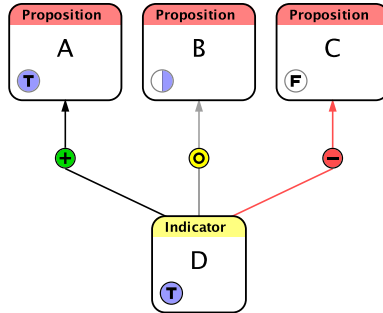 Proposition Proposition Proposition
A B C
T F
+ O −
Indicator
D
T